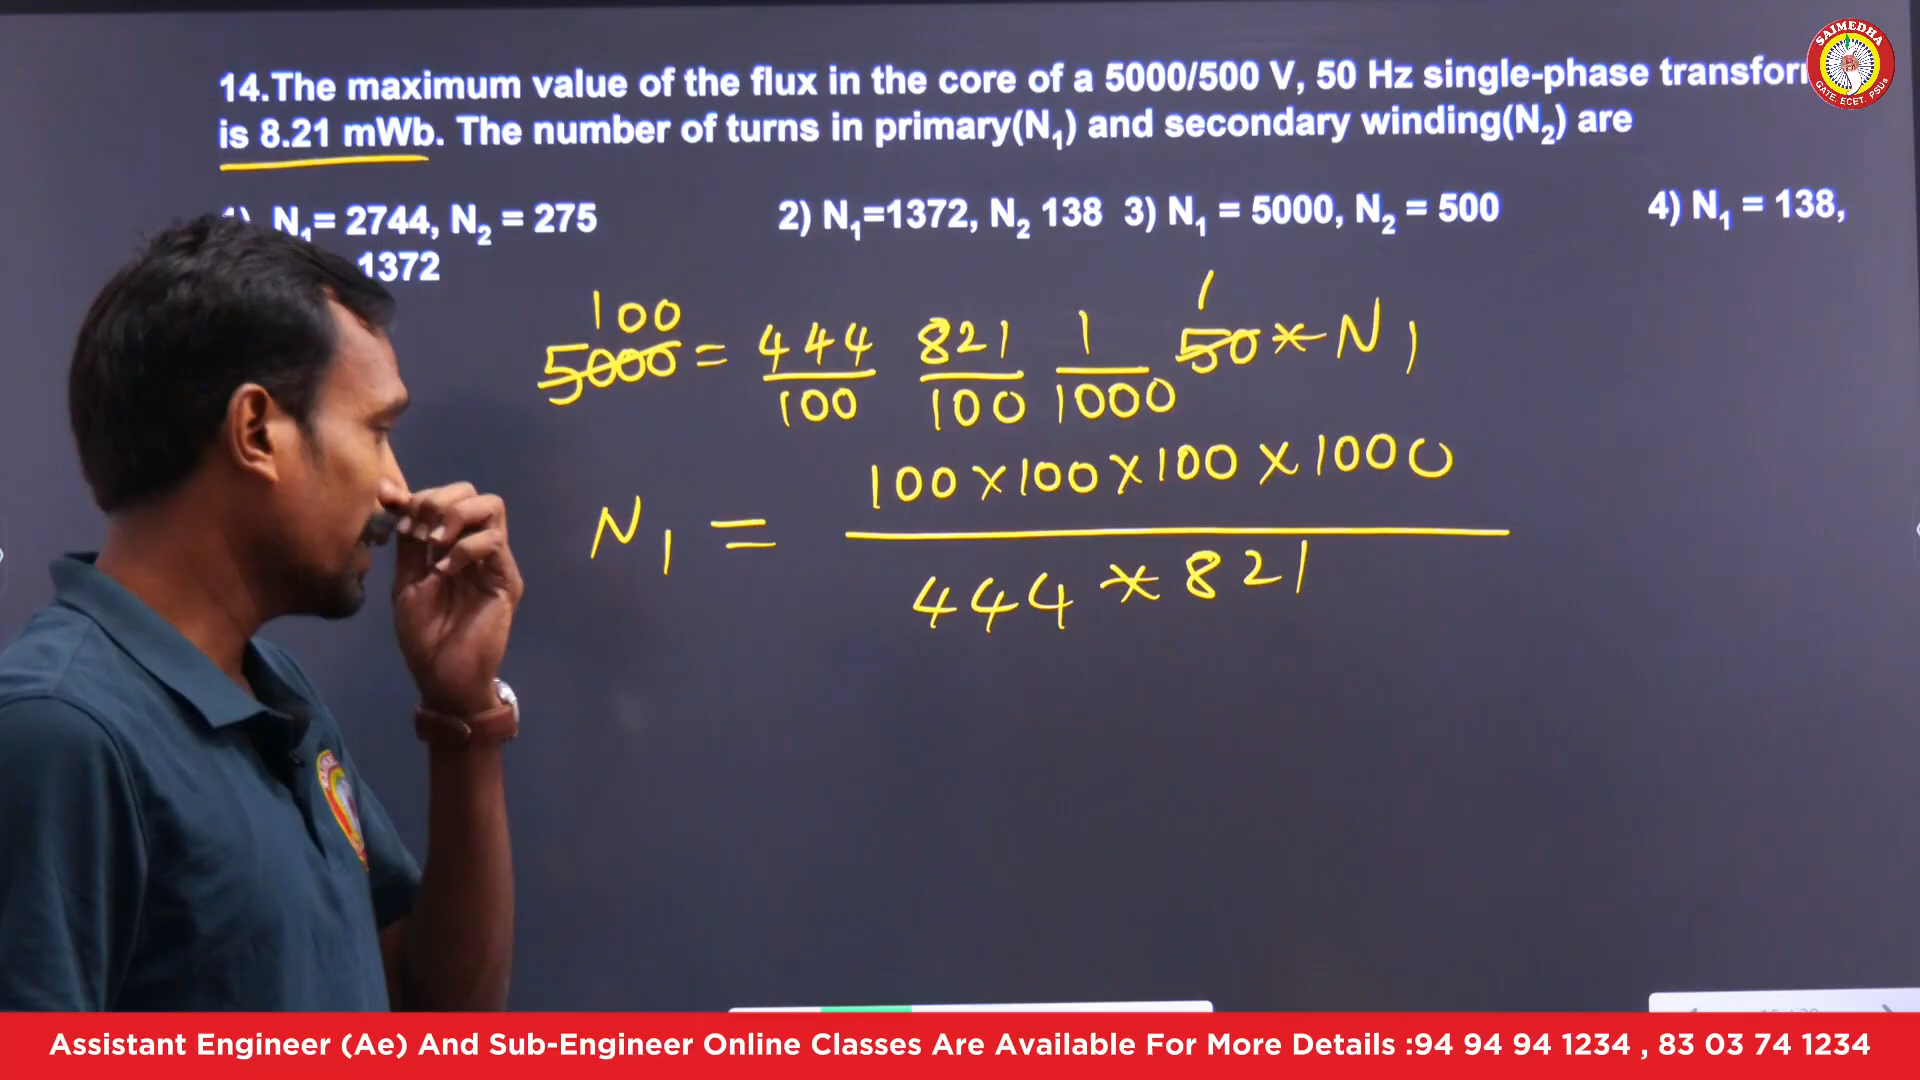 14.The maximum value of the flux in the core of a 5000/500 V, 50 Hz single-phase
is 8.21 mWb. The number of turns in primary(N₁) and secondary winding(N₂) are
N₁= 2744, N₂ = 275 2) N₁=1372, N₂ 138 3) N₁ = 5000, N₂ = 500 4) N₁ = 138,
1372
100 1
5000 = 444 821 1 50 * N₁
100 100 1000
100 × 100 × 100 × 1000
N₁ =
444 * 821
SAIMEDHA
GATE. ECET. PSUs
Assistant Engineer (Ae) And Sub-Engineer Online Classes Are Available For More Details :94 94 94 1234 , 83 03 74 1234